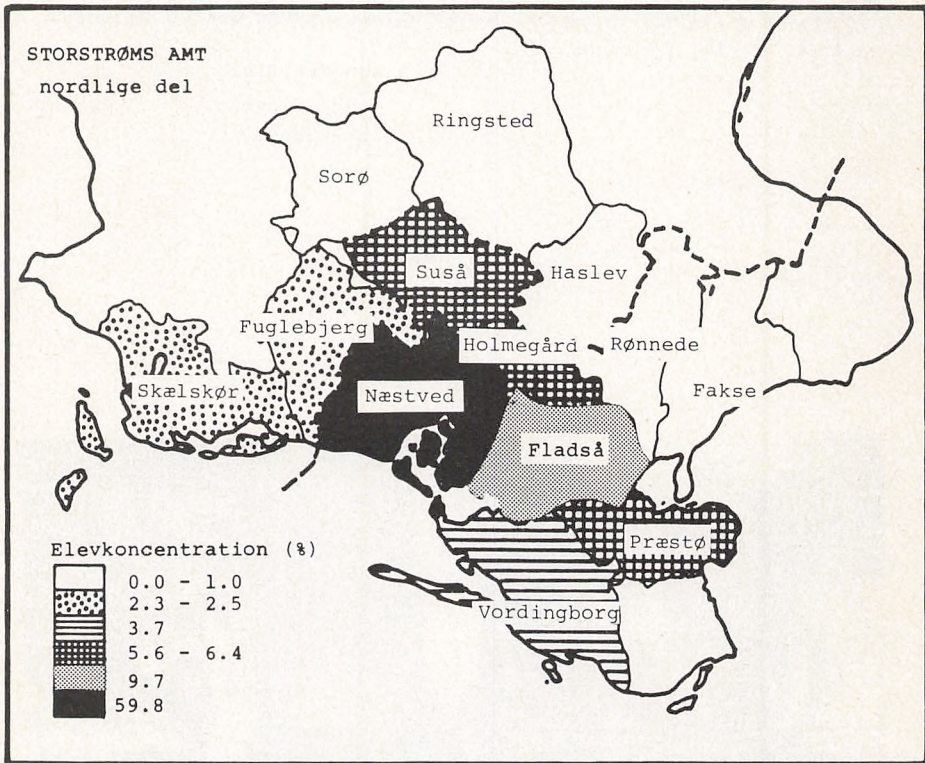 STORSTRØMS AMT
nordlige del
Ringsted
Sorø
Suså
Haslev
Fuglebjerg
Holmegård
Rønnede
Skælskør
Næstved
Fakse
Fladså
Præstø
Vordingborg
Elevkoncentration (%)
0.0 - 1.0
2.3 - 2.5
3.7
5.6 - 6.4
9.7
59.8